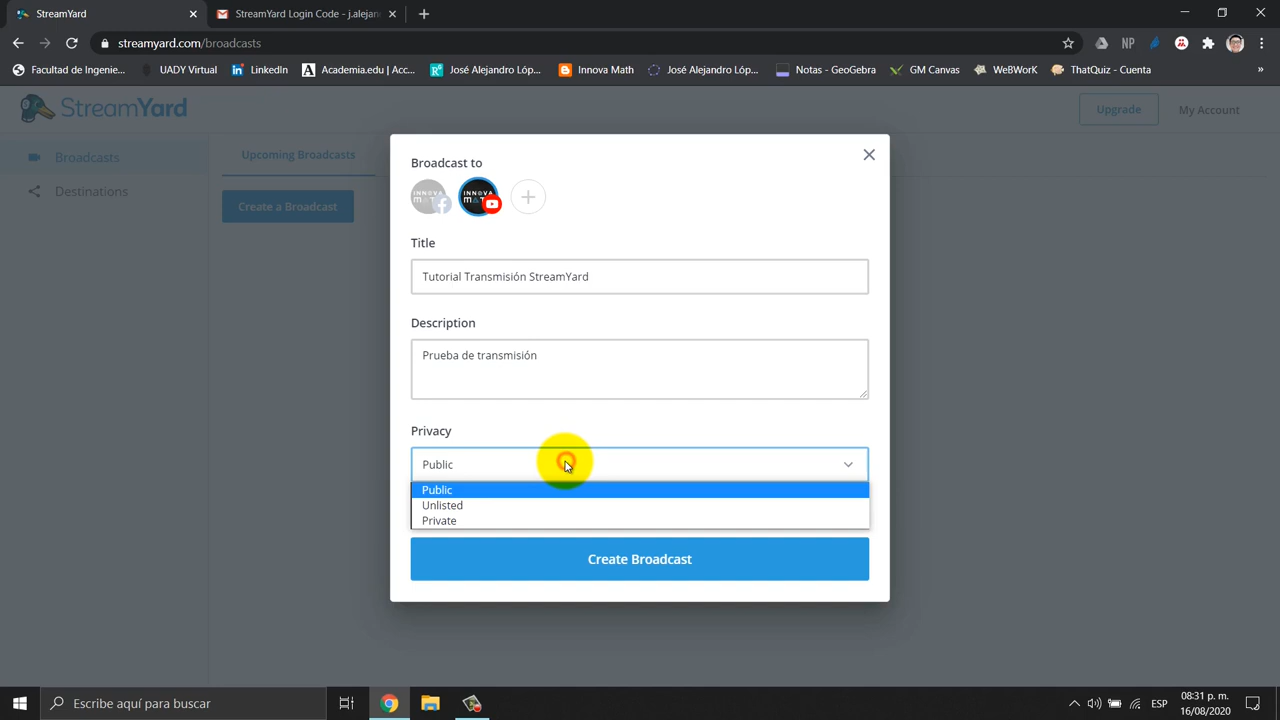 StreamYard
StreamYard Login Code - j.alejan
streamyard.com/broadcasts
NP
Facultad de Ingenie...
UADY Virtual
LinkedIn
Academia.edu | Acc...
José Alejandro Lóp...
Innova Math
José Alejandro Lóp...
Notas - GeoGebra
GM Canvas
WeBWorK
ThatQuiz - Cuenta
»
StreamYard
Upgrade
My Account
Broadcasts
Destinations
Upcoming Broadcasts
Create a Broadcast
Broadcast to
Title
Tutorial Transmisión StreamYard
Description
Prueba de transmisión
Privacy
Public
Public
Unlisted
Private
Create Broadcast
Escribe aquí para buscar
ESP
08:31 p. m.
16/08/2020